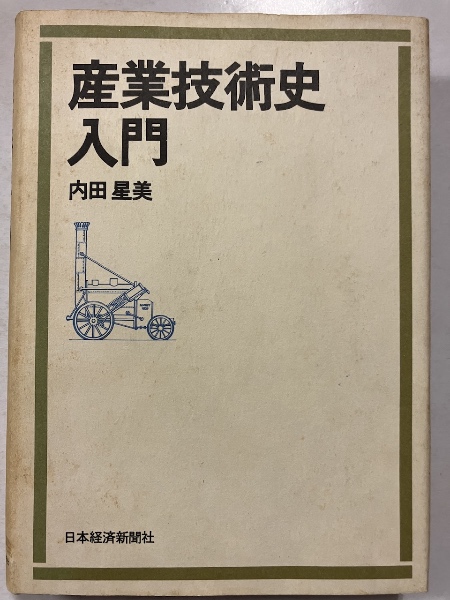 産業技術史
入門
内田 星美
日本経済新聞社